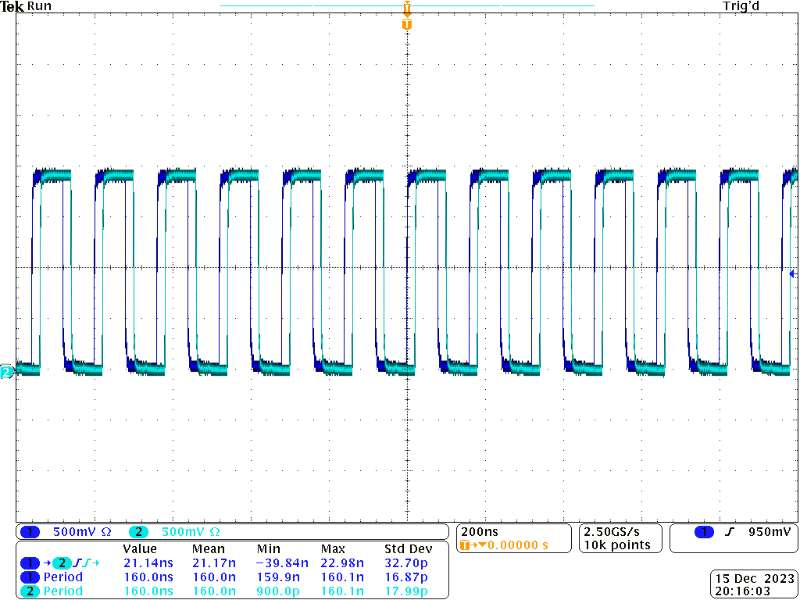 Tek Run Trig'd
T
T
2
1 500mV Ω 2 500mV Ω
200ns
T→▼0.00000 s
2.50GS/s
10k points
1 950mV
Value Mean Min Max Std Dev
1 → 2 21.14ns 21.17n −39.84n 22.98n 32.70p
1 Period 160.0ns 160.0n 159.9n 160.1n 16.87p
2 Period 160.0ns 160.0n 900.0p 160.1n 17.99p
15 Dec 2023
20:16:03